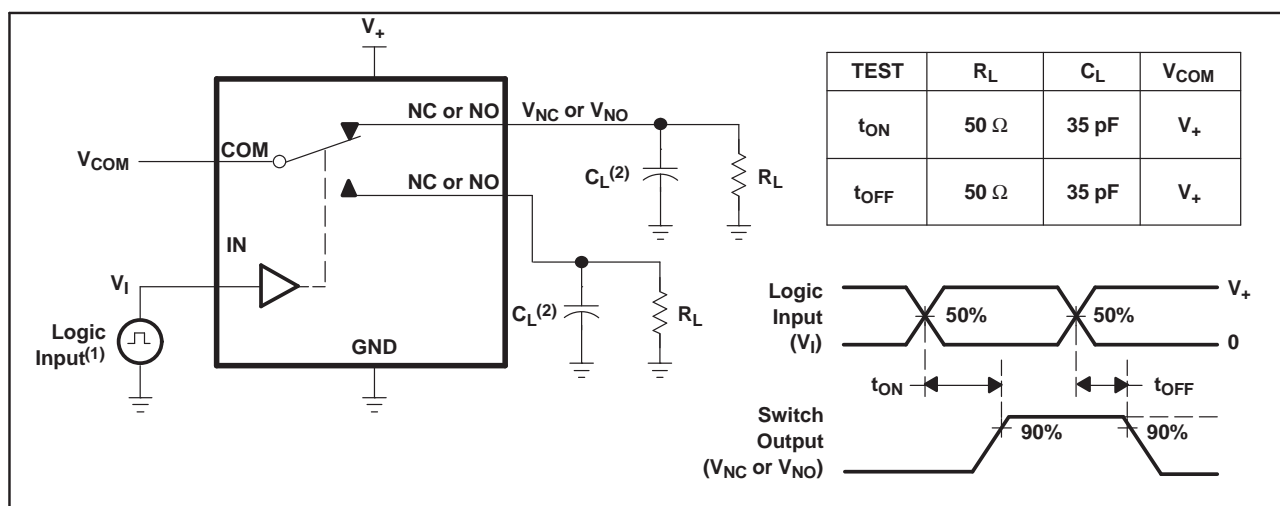 V+
NC or NO
VNC or VNO
COM
VCOM
CL(2)
RL
NC or NO
IN
VI
CL(2)
RL
Logic
Input(1)
GND
TEST RL CL VCOM
tON 50 Ω 35 pF V+
tOFF 50 Ω 35 pF V+
Logic
Input
(VI)
50%
50%
V+
0
tON
tOFF
Switch
Output
(VNC or VNO)
90%
90%